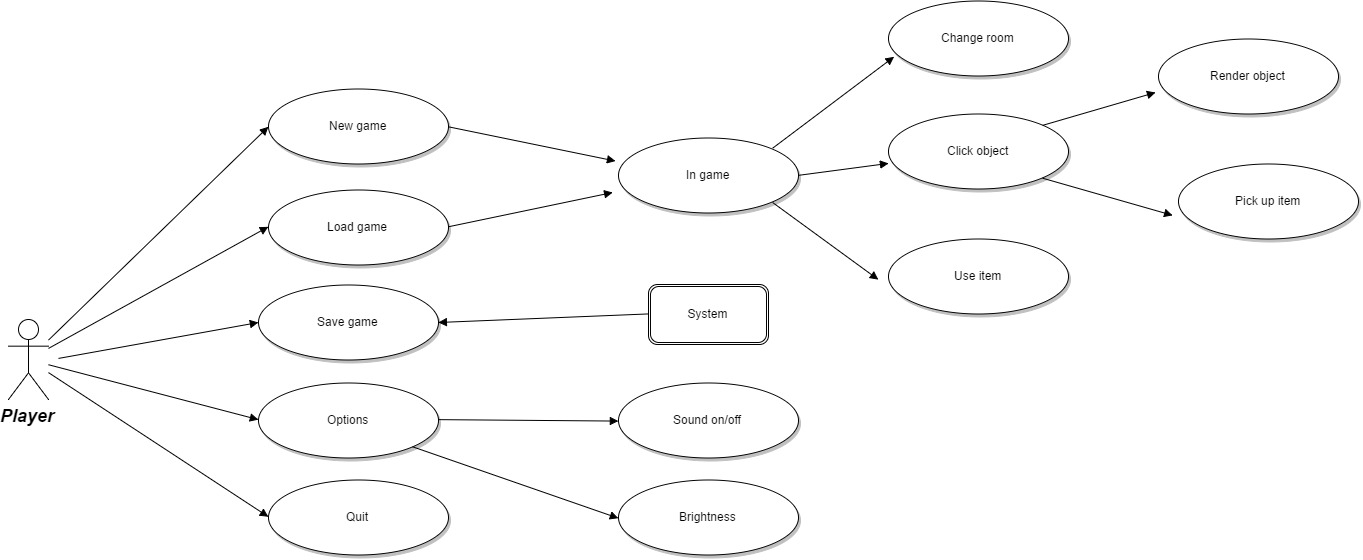 Change room
Render object
New game
Click object
In game
Pick up item
Load game
Use item
System
Save game
Player
Options
Sound on/off
Quit
Brightness